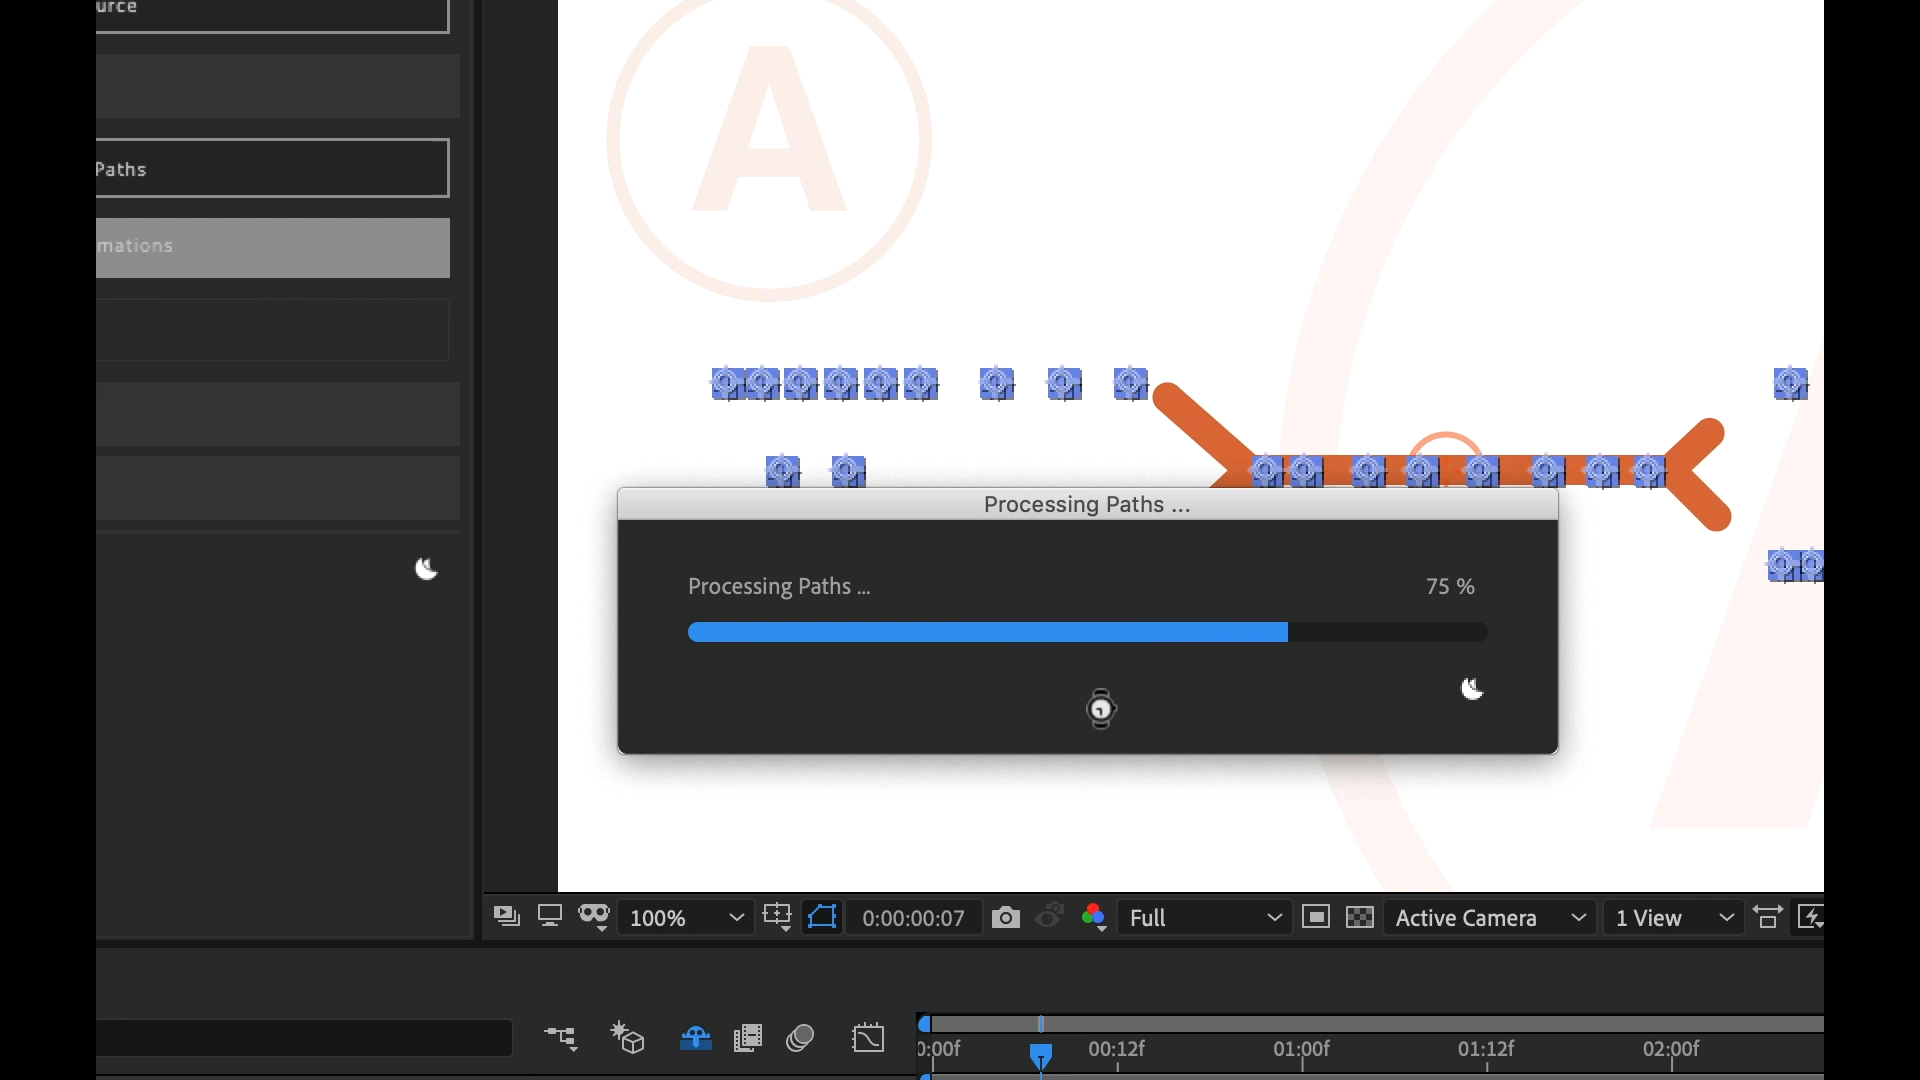 urce
A
Paths
mations
Processing Paths ...
Processing Paths ...
75 %
100%
0:00:00:07
Full
Active Camera
1 View
0:00f
00:12f
01:00f
01:12f
02:00f